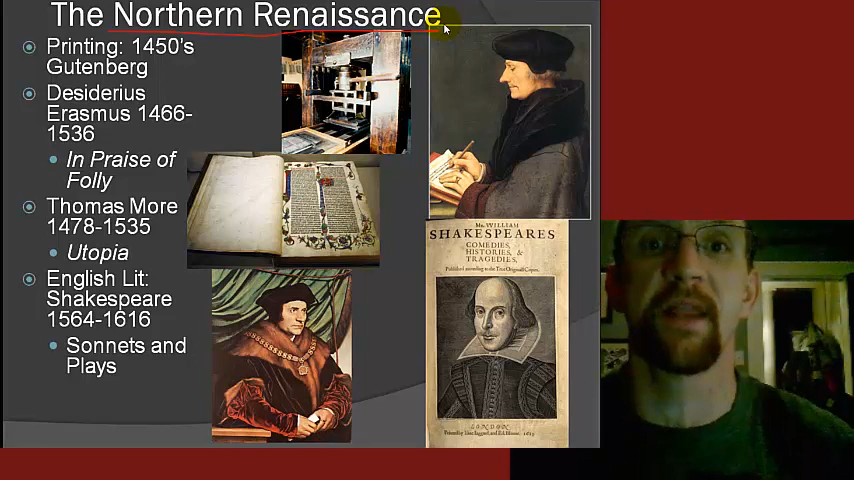 The Northern Renaissance
Printing: 1450's
Gutenberg
Desiderius
Erasmus 1466-
1536
In Praise of
Folly
Thomas More
1478-1535
Utopia
English Lit:
Shakespeare
1564-1616
Sonnets and
Plays
Mr. WILLIAM
SHAKESPEARES
COMEDIES,
HISTORIES, &
TRAGEDIES.
Published according to the True Originall Copies.
LONDON
Printed by Isaac Iaggard, and Ed. Blount. 1623